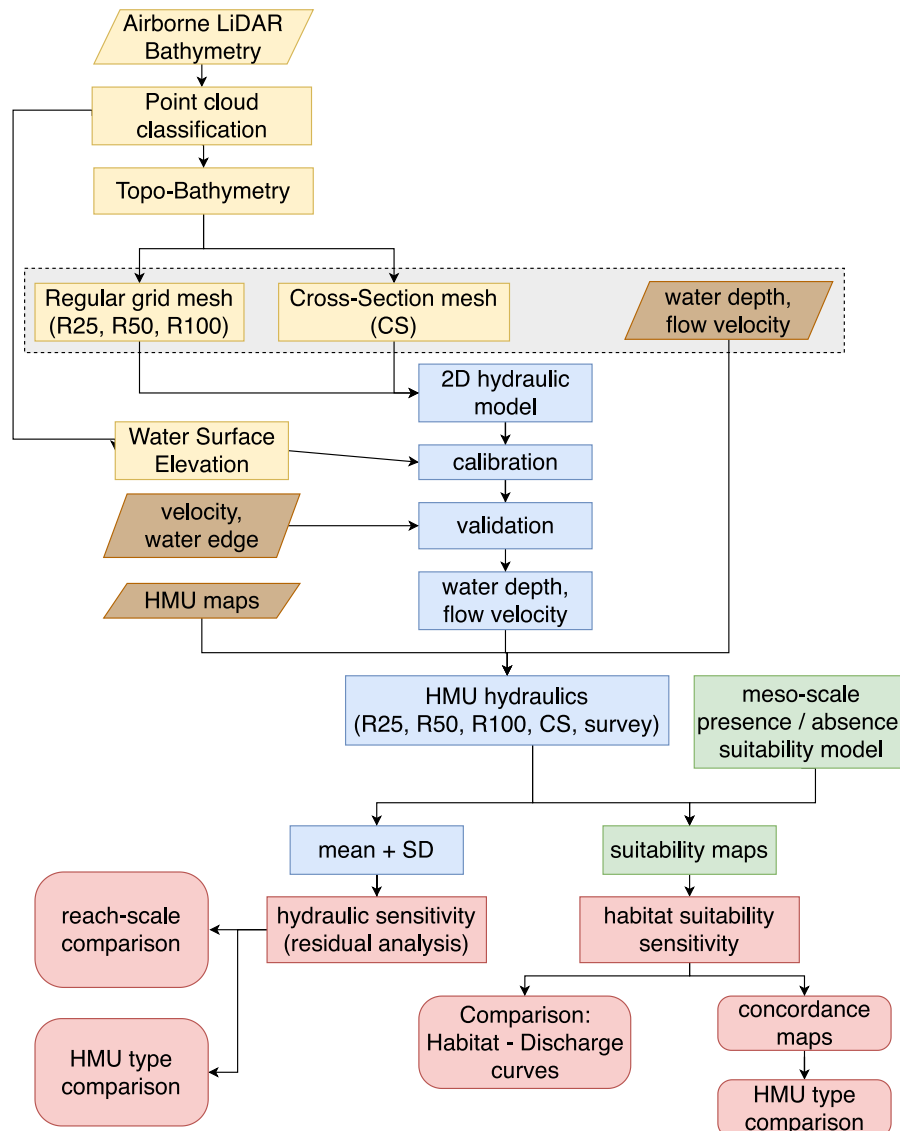 Airborne LiDAR
Bathymetry
Point cloud
classification
Topo-Bathymetry
Regular grid mesh
(R25, R50, R100)
Cross-Section mesh
(CS)
water depth,
flow velocity
2D hydraulic
model
Water Surface
Elevation
calibration
velocity,
water edge
validation
HMU maps
water depth,
flow velocity
HMU hydraulics
(R25, R50, R100, CS, survey)
meso-scale
presence / absence
suitability model
mean + SD
suitability maps
reach-scale
comparison
hydraulic sensitivity
(residual analysis)
habitat suitability
sensitivity
HMU type
comparison
Comparison:
Habitat - Discharge
curves
concordance
maps
HMU type
comparison